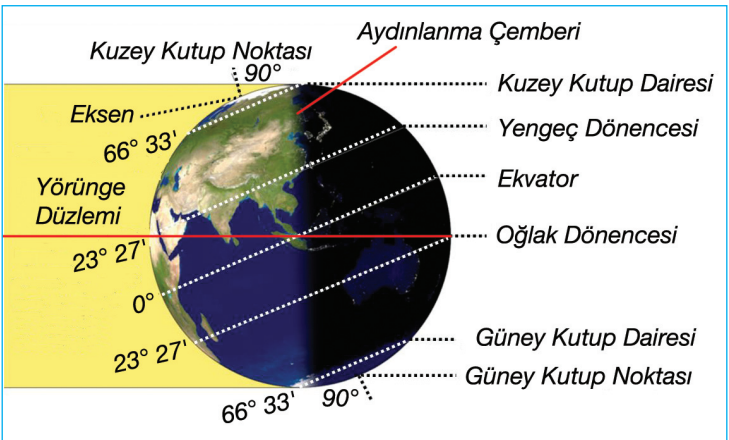 Aydınlanma Çemberi
Kuzey Kutup Noktası
90°
Kuzey Kutup Dairesi
Eksen
66° 33'
Yengeç Dönencesi
Ekvator
Yörünge
Düzlemi
Oğlak Dönencesi
23° 27'
0°
23° 27'
Güney Kutup Dairesi
Güney Kutup Noktası
66° 33'
90°